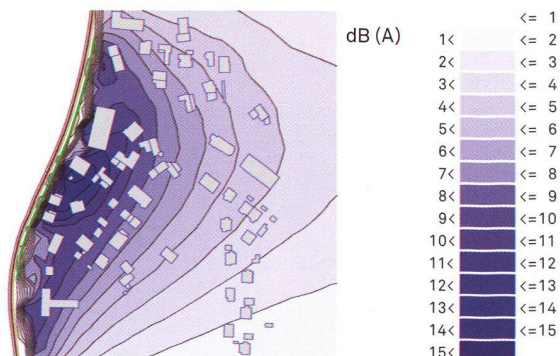 dB (A)
<= 1
1< <= 2
2< <= 3
3< <= 4
4< <= 5
5< <= 6
6< <= 7
7< <= 8
8< <= 9
9< <=10
10< <=11
11< <=12
12< <=13
13< <=14
14< <=15
15<